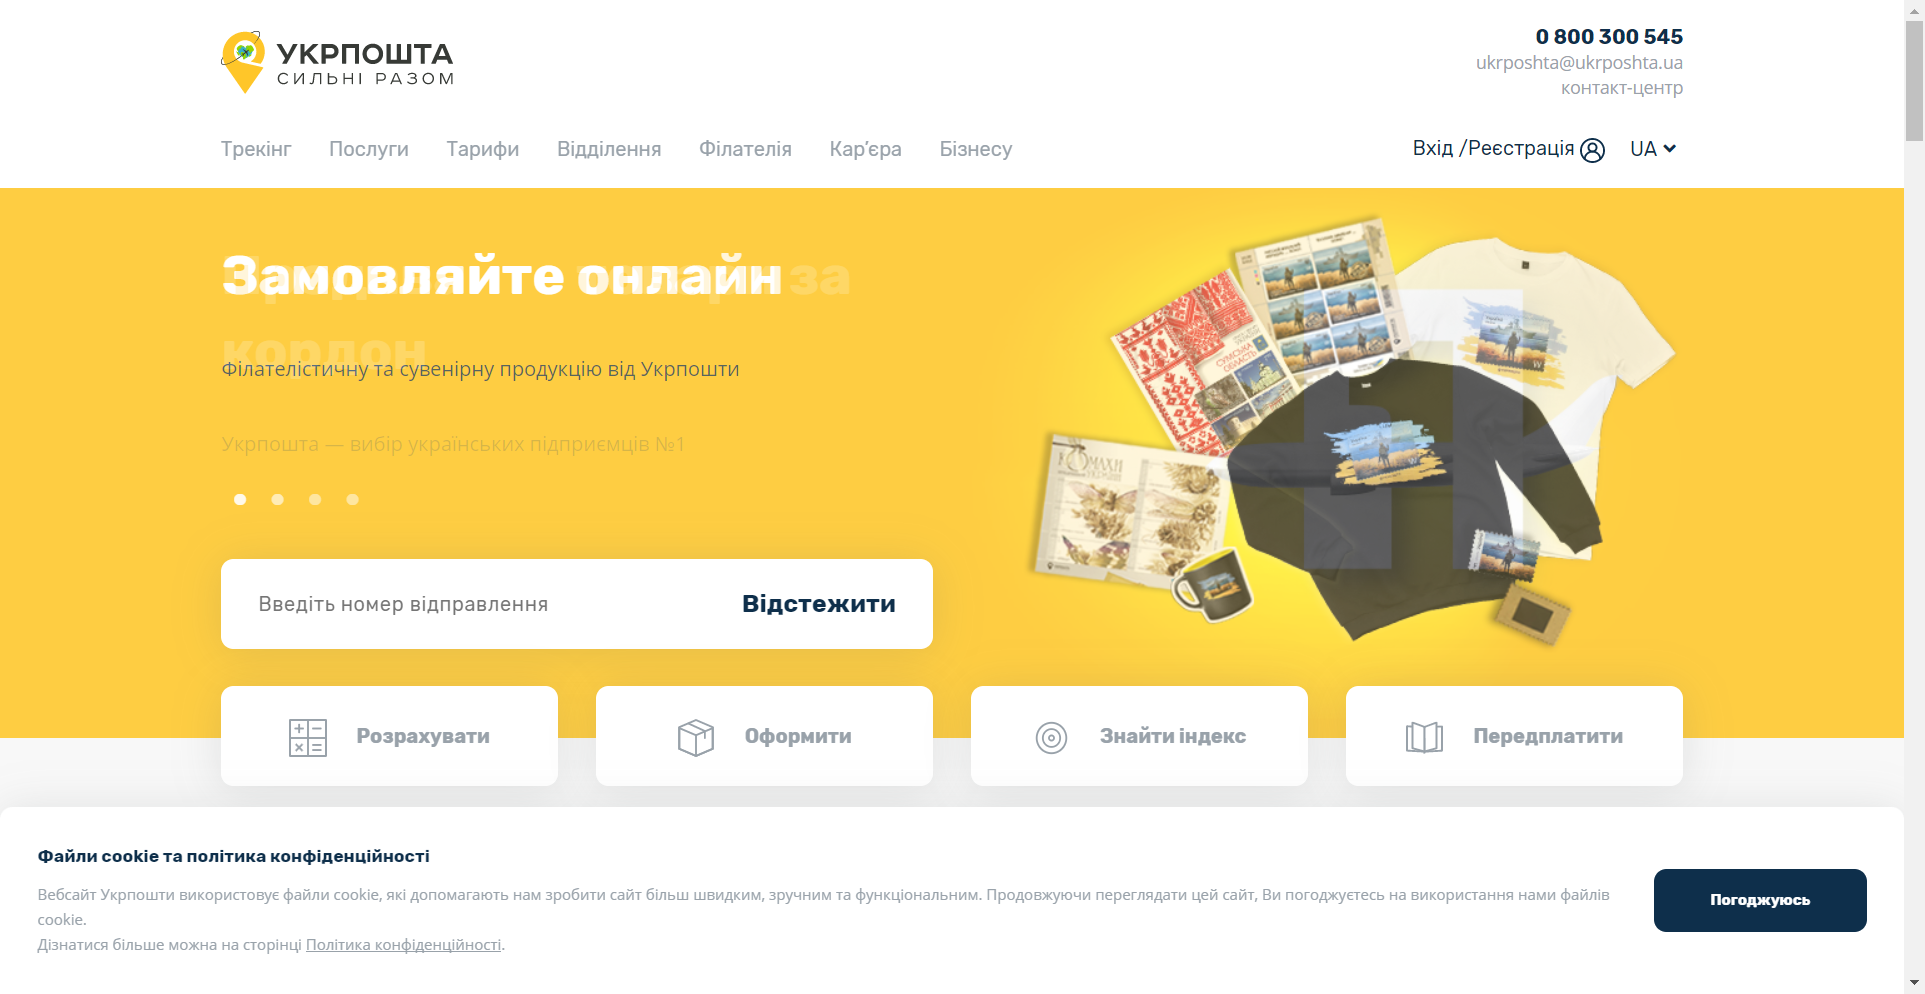 УКРПОШТА
СИЛЬНІ РАЗОМ
0 800 300 545
ukrposhta@ukrposhta.ua
контакт-центр
Трекінг Послуги Тарифи Відділення Філателія Кар’єра Бізнесу
Вхід /Реєстрація UA
Замовляйте онлайн за
кордон
Філателістичну та сувенірну продукцію від Укрпошти
Укрпошта — вибір українських підприємців №1
СУМСЬКА
ОБЛАСТЬ
Введіть номер відправлення Відстежити
Розрахувати Оформити Знайти індекс Передплатити
Файли cookie та політика конфіденційності
Вебсайт Укрпошти використовує файли cookie, які допомагають нам зробити сайт більш швидким, зручним та функціональним. Продовжуючи переглядати цей сайт, Ви погоджуєтесь на використання нами файлів
cookie.
Дізнатися більше можна на сторінці Політика конфіденційності.
Погоджуюсь